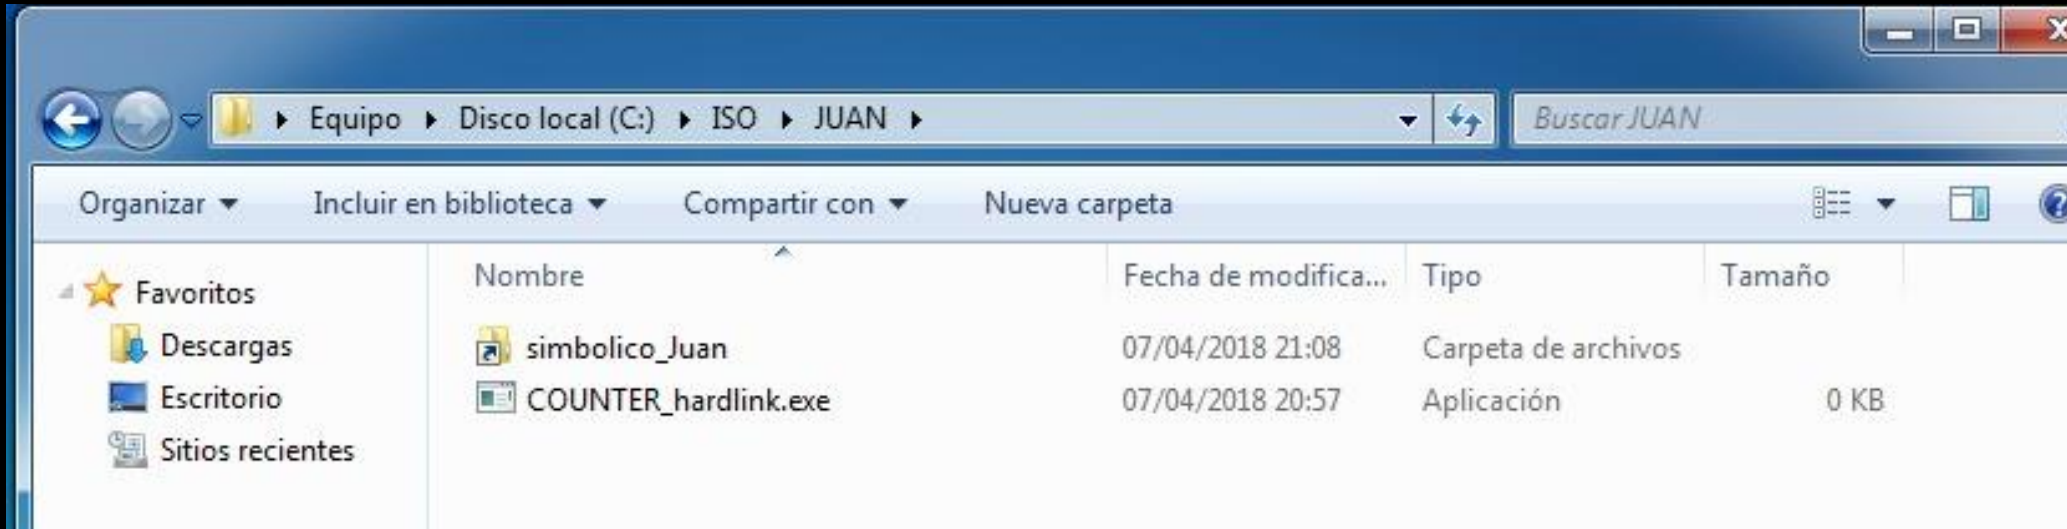 Equipo Disco local (C:) ISO JUAN Buscar JUAN
Organizar Incluir en biblioteca Compartir con Nueva carpeta
Favoritos
Descargas
Escritorio
Sitios recientes
Nombre Fecha de modifica... Tipo Tamaño
simbolico_Juan 07/04/2018 21:08 Carpeta de archivos
COUNTER_hardlink.exe 07/04/2018 20:57 Aplicación 0 KB